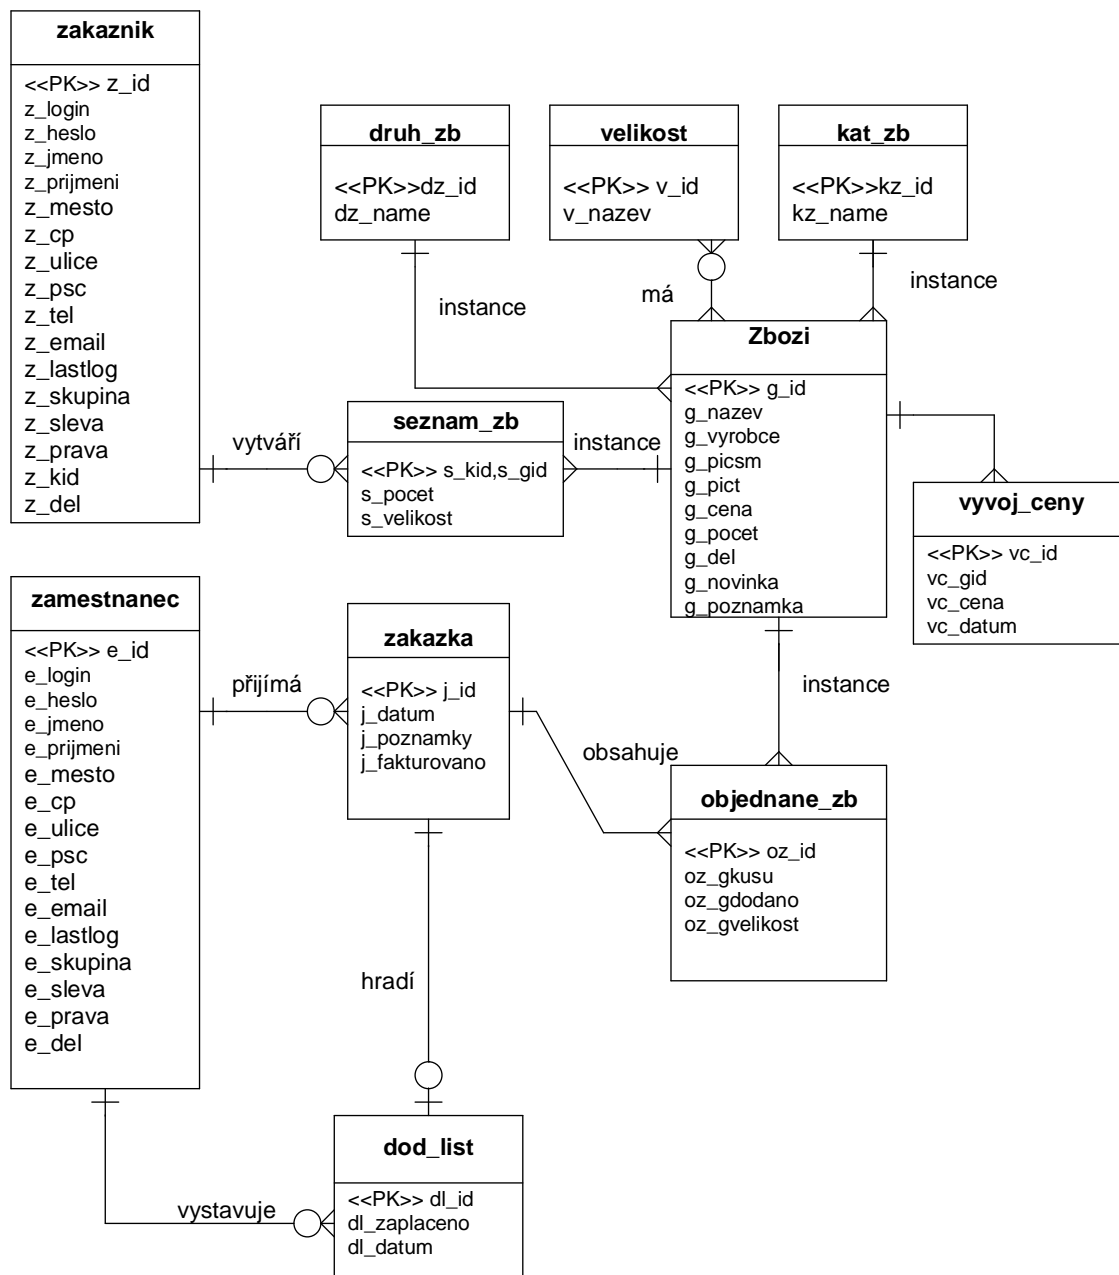 zakaznik
<<PK>> z_id
z_login
z_heslo
z_jmeno
z_prijmeni
z_mesto
z_cp
z_ulice
z_psc
z_tel
z_email
z_lastlog
z_skupina
z_sleva
z_prava
z_kid
z_del
druh_zb
<<PK>>dz_id
dz_name
velikost
<<PK>> v_id
v_nazev
kat_zb
<<PK>>kz_id
kz_name
instance
má
instance
Zbozi
<<PK>> g_id
g_nazev
g_vyrobce
g_picsm
g_pict
g_cena
g_pocet
g_del
g_novinka
g_poznamka
vytváří
seznam_zb
<<PK>> s_kid,s_gid
s_pocet
s_velikost
instance
vyvoj_ceny
<<PK>> vc_id
vc_gid
vc_cena
vc_datum
zamestnanec
<<PK>> e_id
e_login
e_heslo
e_jmeno
e_prijmeni
e_mesto
e_cp
e_ulice
e_psc
e_tel
e_email
e_lastlog
e_skupina
e_sleva
e_prava
e_del
přijímá
zakazka
<<PK>> j_id
j_datum
j_poznamky
j_fakturovano
instance
obsahuje
objednane_zb
<<PK>> oz_id
oz_gkusu
oz_gdodano
oz_gvelikost
hradí
vystavuje
dod_list
<<PK>> dl_id
dl_zaplaceno
dl_datum